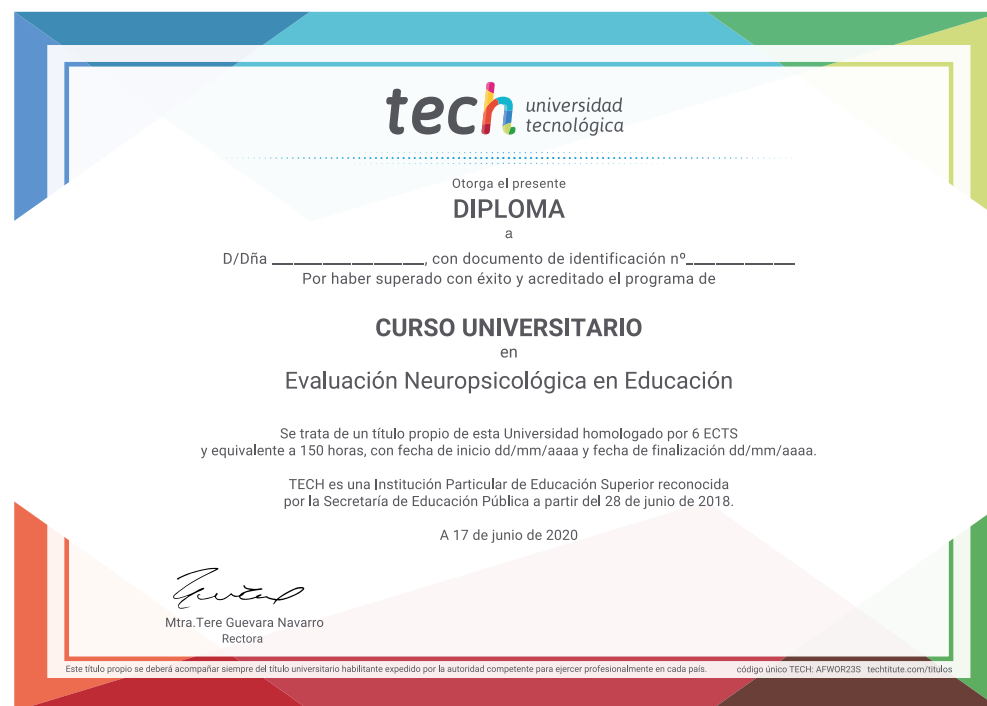 tech universidad
tecnológica
Otorga el presente
DIPLOMA
a
D/Dña ____________________, con documento de identificación nº______________
Por haber superado con éxito y acreditado el programa de
CURSO UNIVERSITARIO
en
Evaluación Neuropsicológica en Educación
Se trata de un título propio de esta Universidad homologado por 6 ECTS
y equivalente a 150 horas, con fecha de inicio dd/mm/aaaa y fecha de finalización dd/mm/aaaa.
TECH es una Institución Particular de Educación Superior reconocida
por la Secretaría de Educación Pública a partir del 28 de junio de 2018.
A 17 de junio de 2020
Mtra.Tere Guevara Navarro
Rectora
Este título propio se deberá acompañar siempre del título universitario habilitante expedido por la autoridad competente para ejercer profesionalmente en cada país. código único TECH: AFWOR23S techtitute.com/titulos